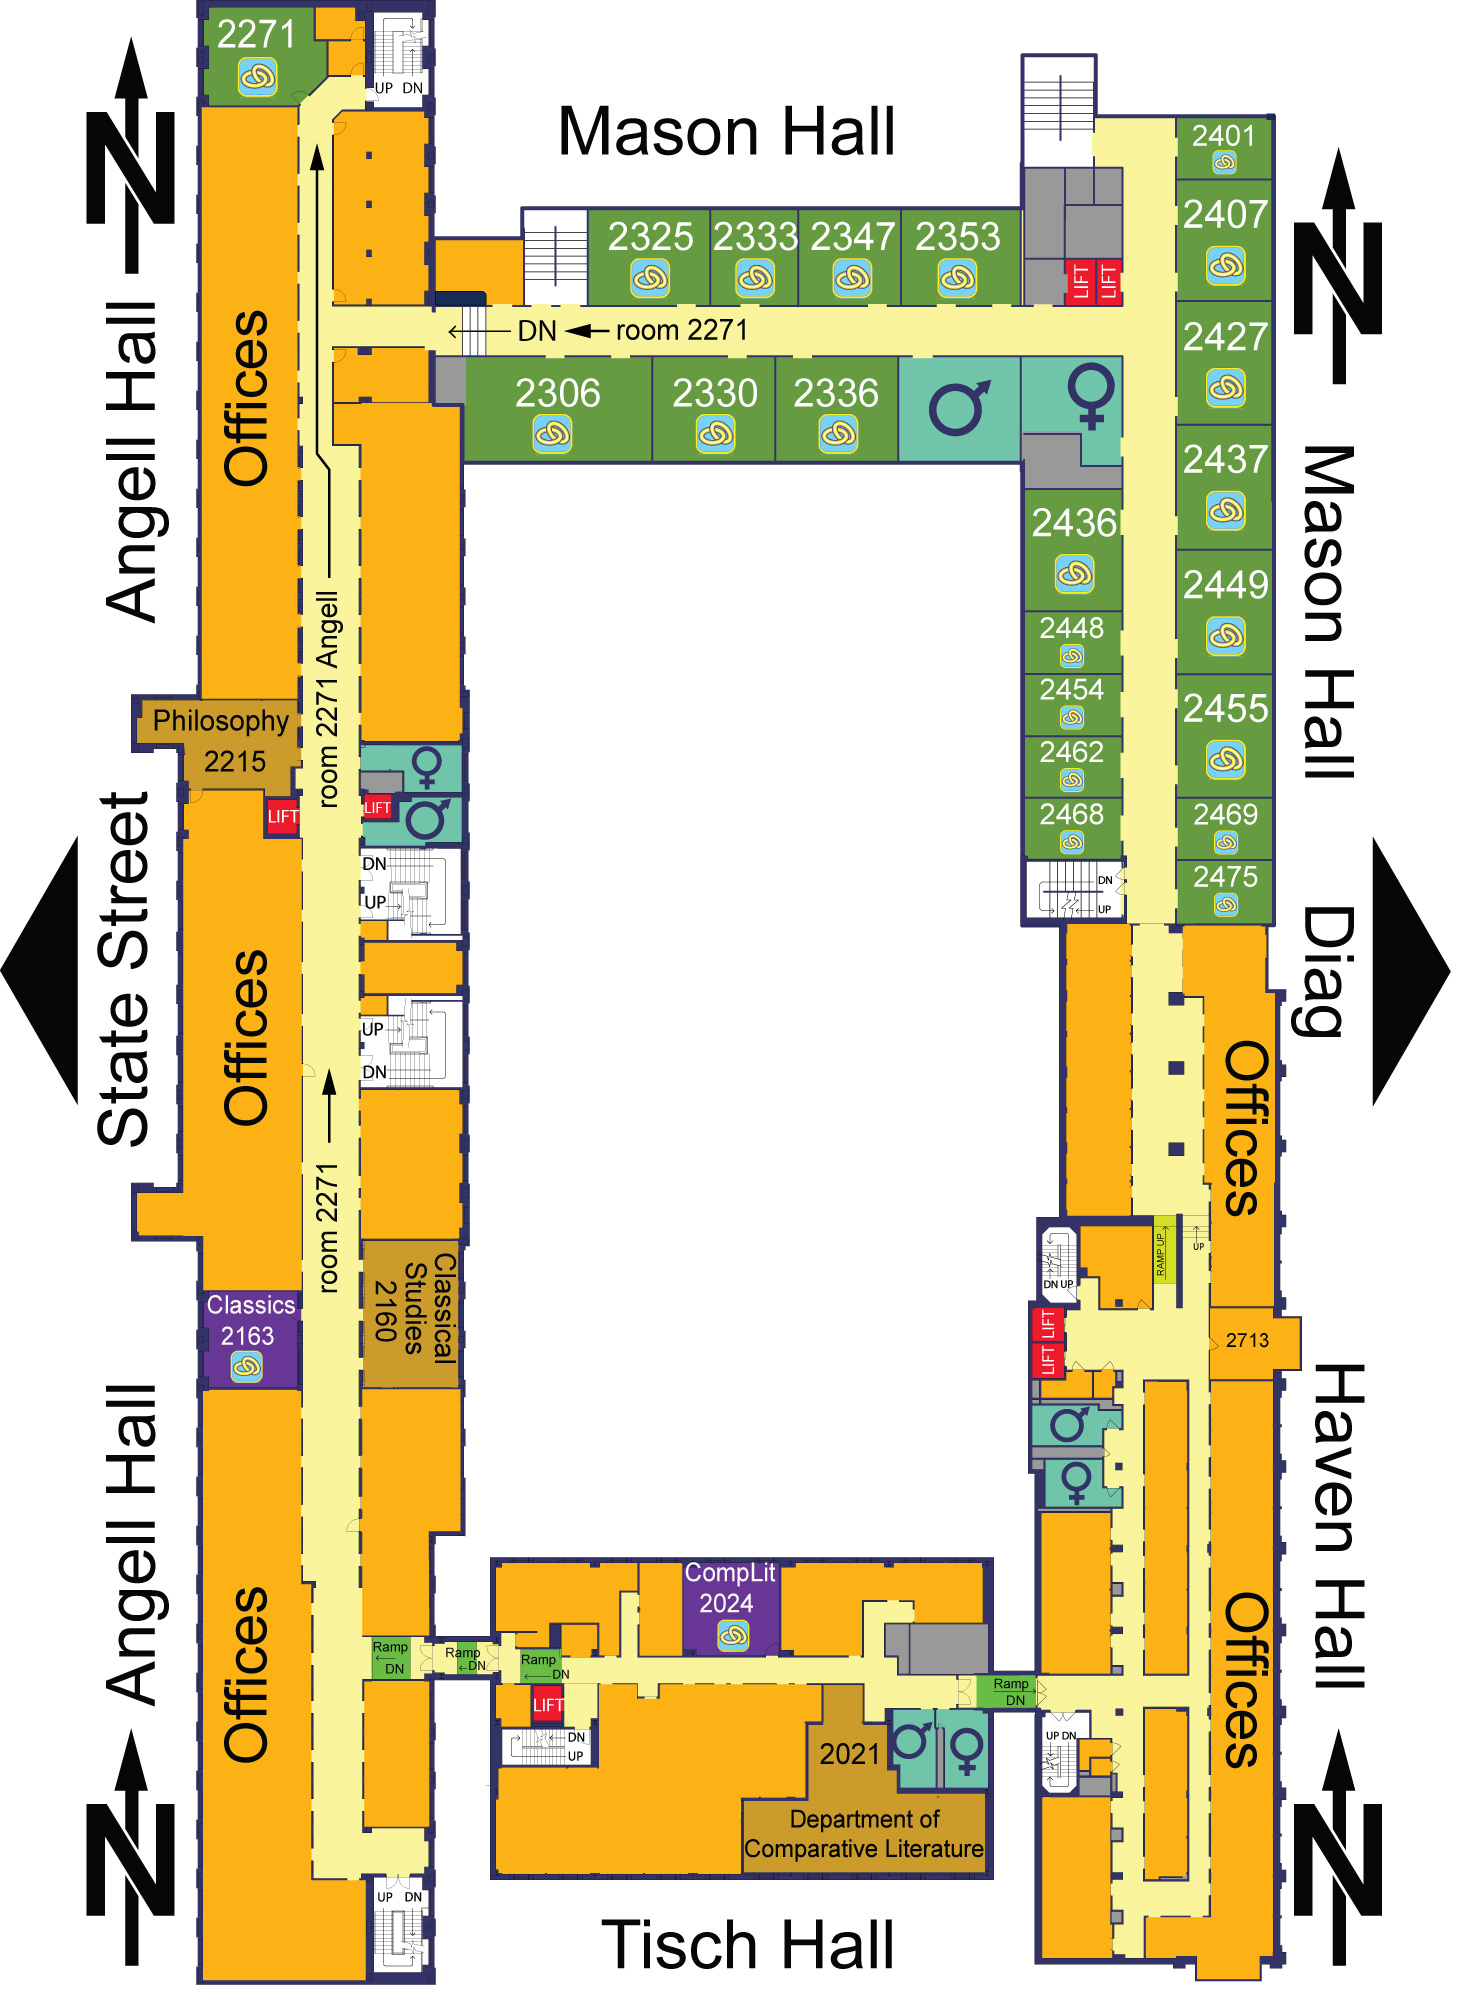 2271
UP DN
N
Mason Hall
2401
2407
2325
2333
2347
2353
LIFT
LIFT
N
Angell Hall
Offices
DN
room 2271
2427
2306
2330
2336
2437
Mason Hall
2436
2449
room 2271 Angell
2448
2454
2455
2462
2468
2469
2475
DN
UP
Philosophy
2215
LIFT
LIFT
DN
UP
State Street
Offices
UP
DN
Diag
Offices
room 2271
RAMP UP
UP
DN UP
LIFT
LIFT
2713
Classical
Studies
2160
Classics
2163
Angell Hall
Haven Hall
Offices
Offices
CompLit
2024
Ramp
DN
Ramp
DN
Ramp
DN
LIFT
DN
UP
Ramp
DN
UP DN
2021
Department of
Comparative Literature
N
N
UP DN
Tisch Hall